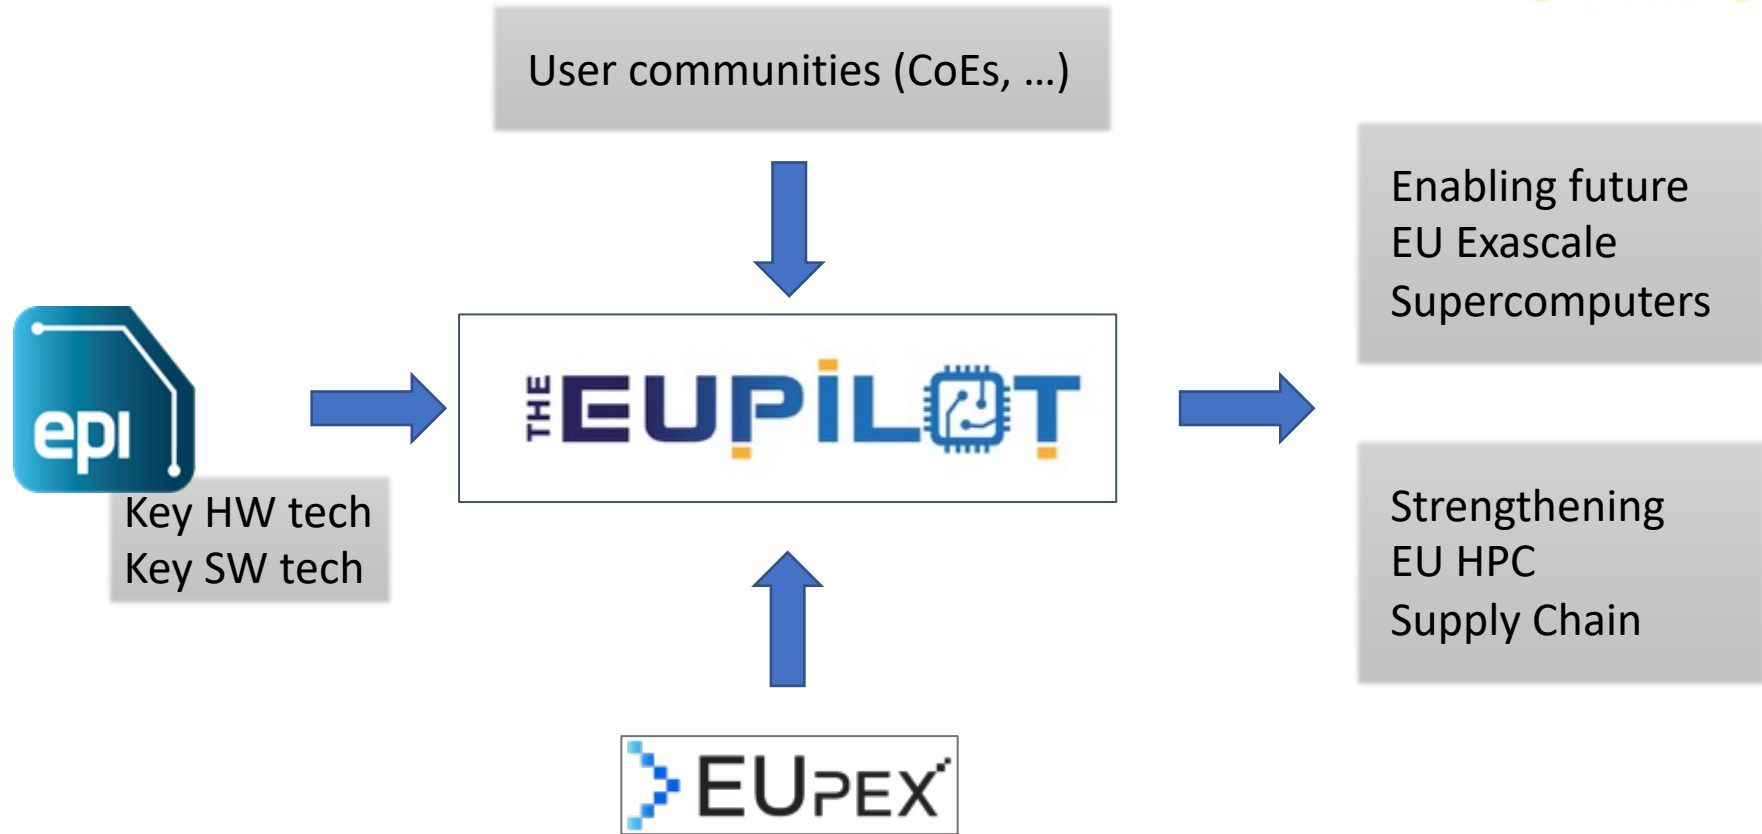 User communities (CoEs, …)
Enabling future
EU Exascale
Supercomputers
epi
Key HW tech
Key SW tech
THE EUPILOT
Strengthening
EU HPC
Supply Chain
EUPEX